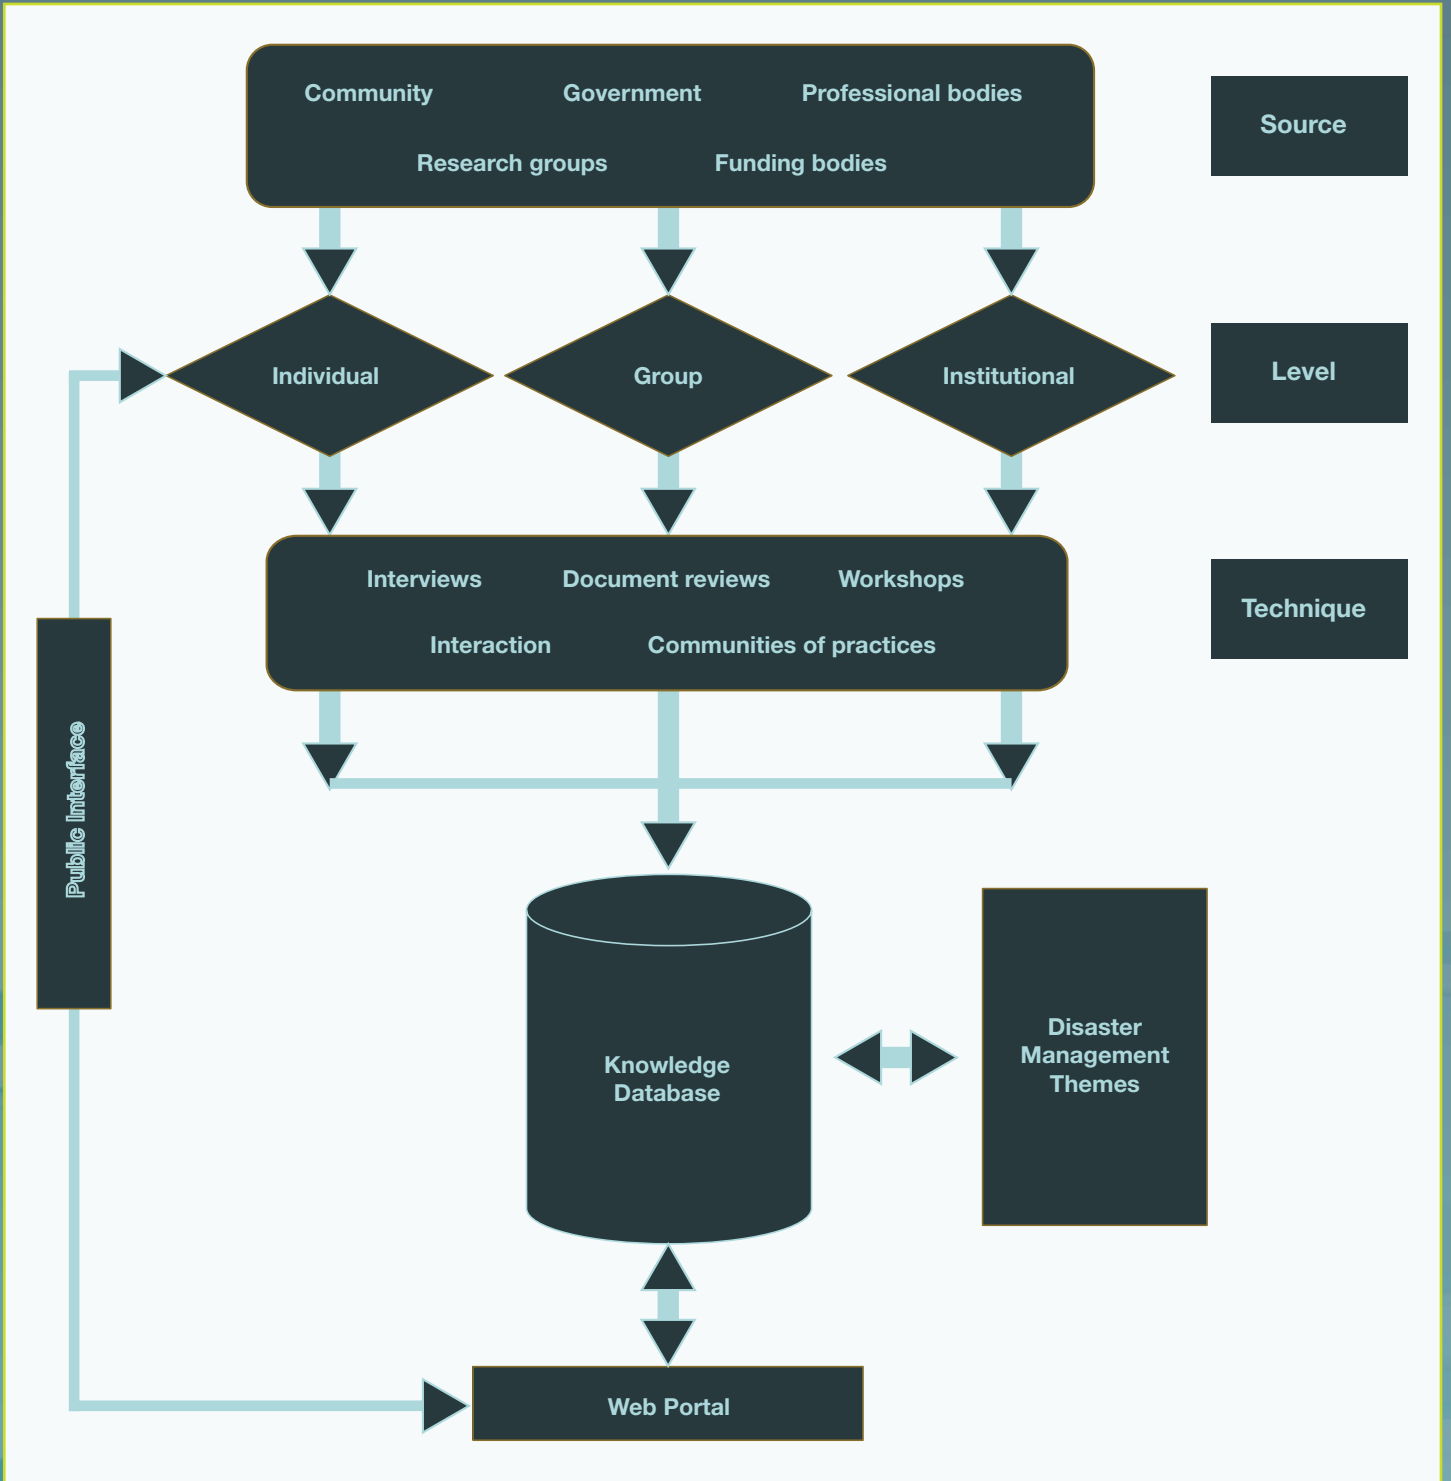 Community Government Professional bodies
Research groups Funding bodies
Source
Individual Group Institutional
Level
Interviews Document reviews Workshops
Interaction Communities of practices
Technique
Public Interface
Knowledge
Database
Disaster
Management
Themes
Web Portal